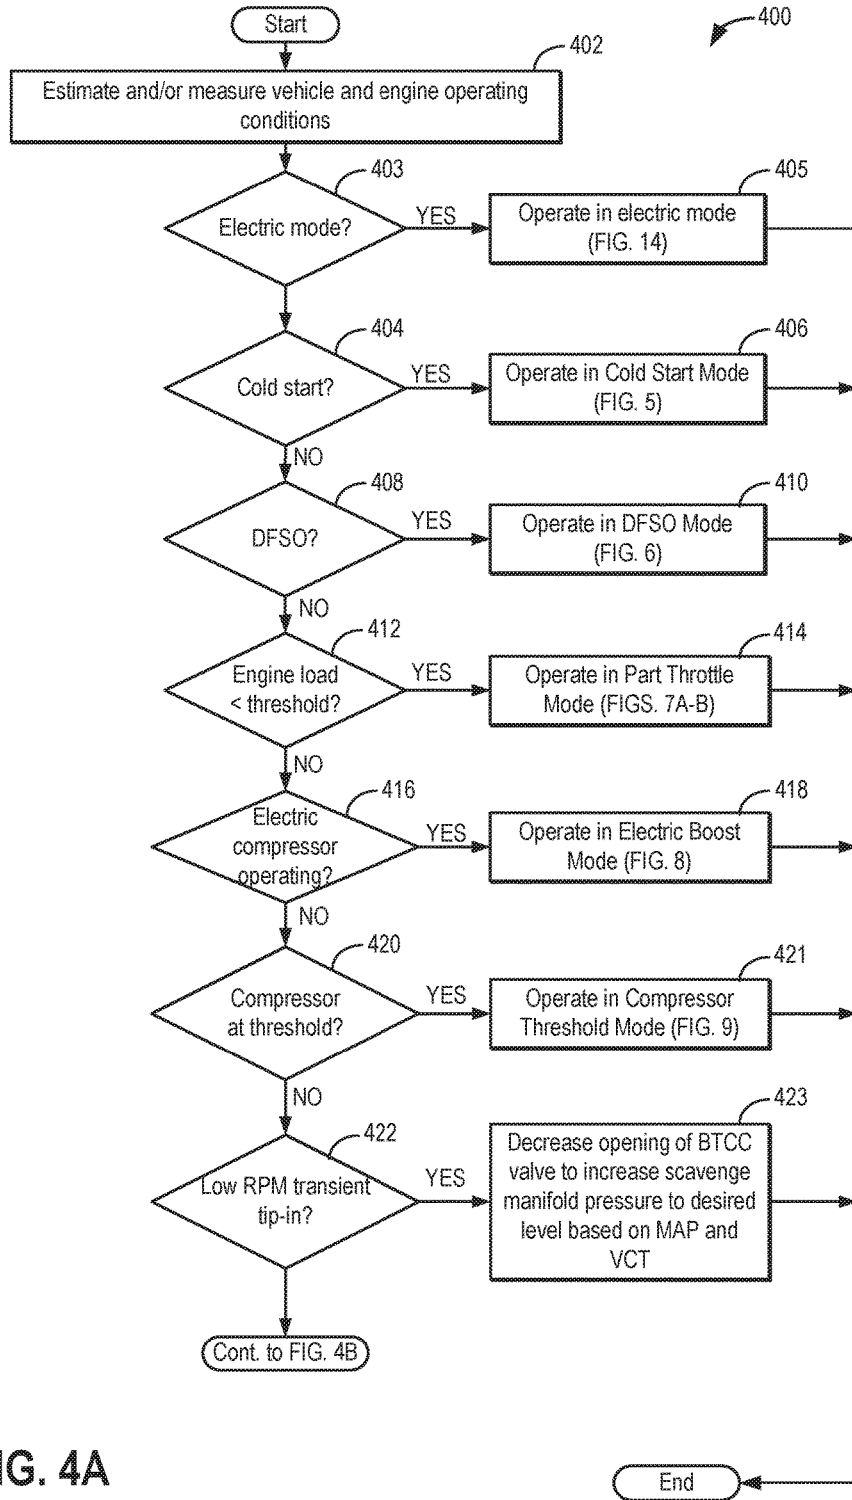 Start
400
402
Estimate and/or measure vehicle and engine operating
conditions
403
Electric mode?
YES
405
Operate in electric mode
(FIG. 14)
404
Cold start?
YES
406
Operate in Cold Start Mode
(FIG. 5)
NO
408
DFSO?
YES
410
Operate in DFSO Mode
(FIG. 6)
NO
412
Engine load
< threshold?
YES
414
Operate in Part Throttle
Mode (FIGS. 7A-B)
NO
416
Electric
compressor
operating?
YES
418
Operate in Electric Boost
Mode (FIG. 8)
NO
420
Compressor
at threshold?
YES
421
Operate in Compressor
Threshold Mode (FIG. 9)
NO
422
Low RPM transient
tip-in?
YES
423
Decrease opening of BTCC
valve to increase scavenge
manifold pressure to desired
level based on MAP and
VCT
Cont. to FIG. 4B
IG. 4A
End